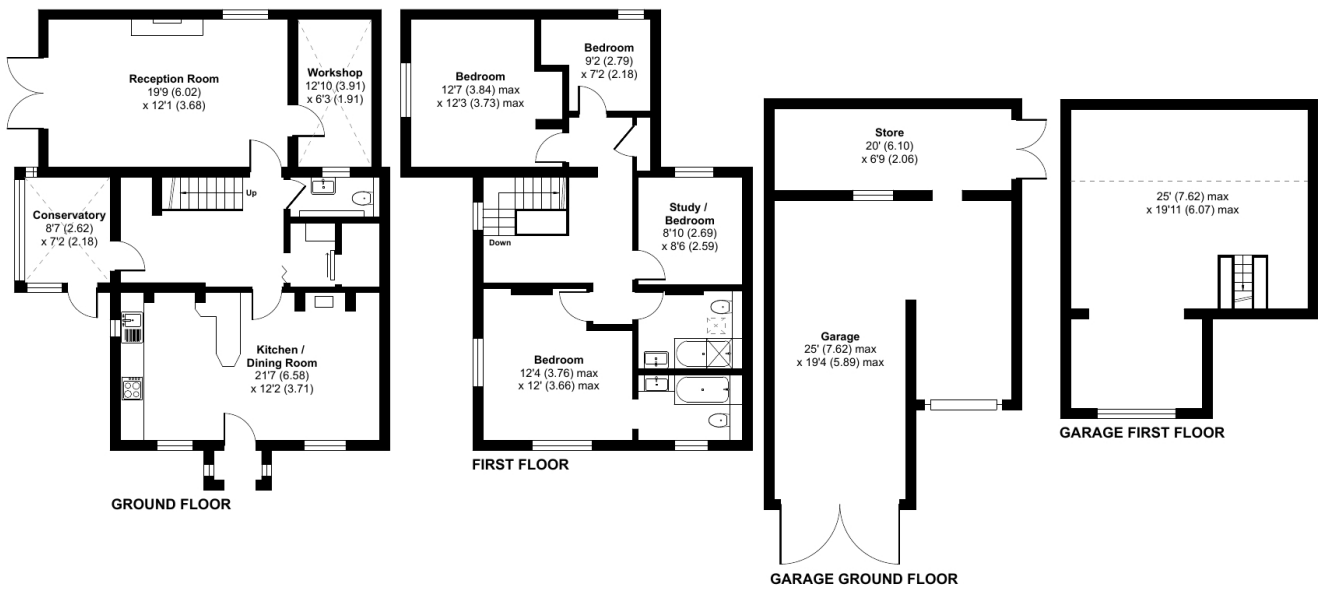 Reception Room
19'9 (6.02)
x 12'1 (3.68)
Workshop
12'10 (3.91)
x 6'3 (1.91)
Up
Conservatory
8'7 (2.62)
x 7'2 (2.18)
Kitchen /
Dining Room
21'7 (6.58)
x 12'2 (3.71)
GROUND FLOOR
Bedroom
12'7 (3.84) max
x 12'3 (3.73) max
Bedroom
9'2 (2.79)
x 7'2 (2.18)
Study /
Bedroom
8'10 (2.69)
x 8'6 (2.59)
Down
Bedroom
12'4 (3.76) max
x 12' (3.66) max
FIRST FLOOR
Store
20' (6.10)
x 6'9 (2.06)
Garage
25' (7.62) max
x 19'4 (5.89) max
GARAGE GROUND FLOOR
25' (7.62) max
x 19'11 (6.07) max
GARAGE FIRST FLOOR